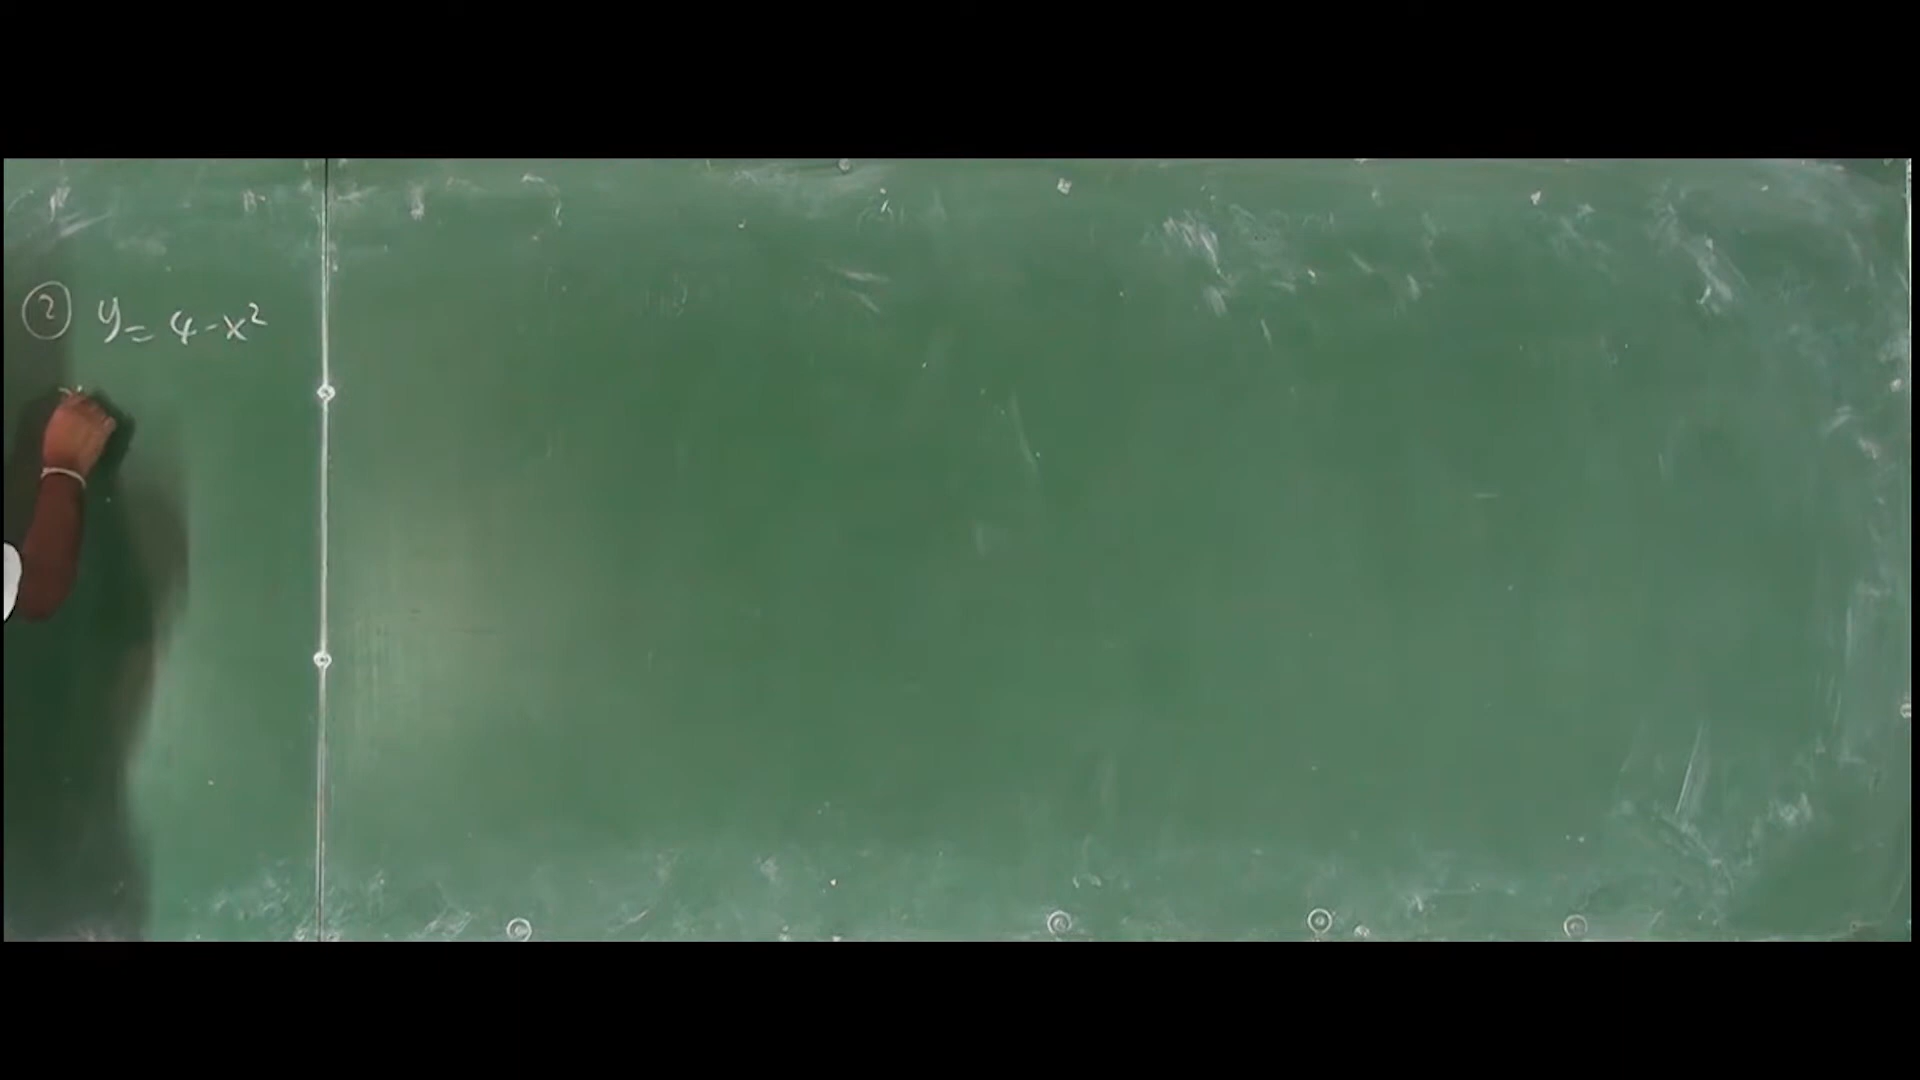 ② y = 4 - x²